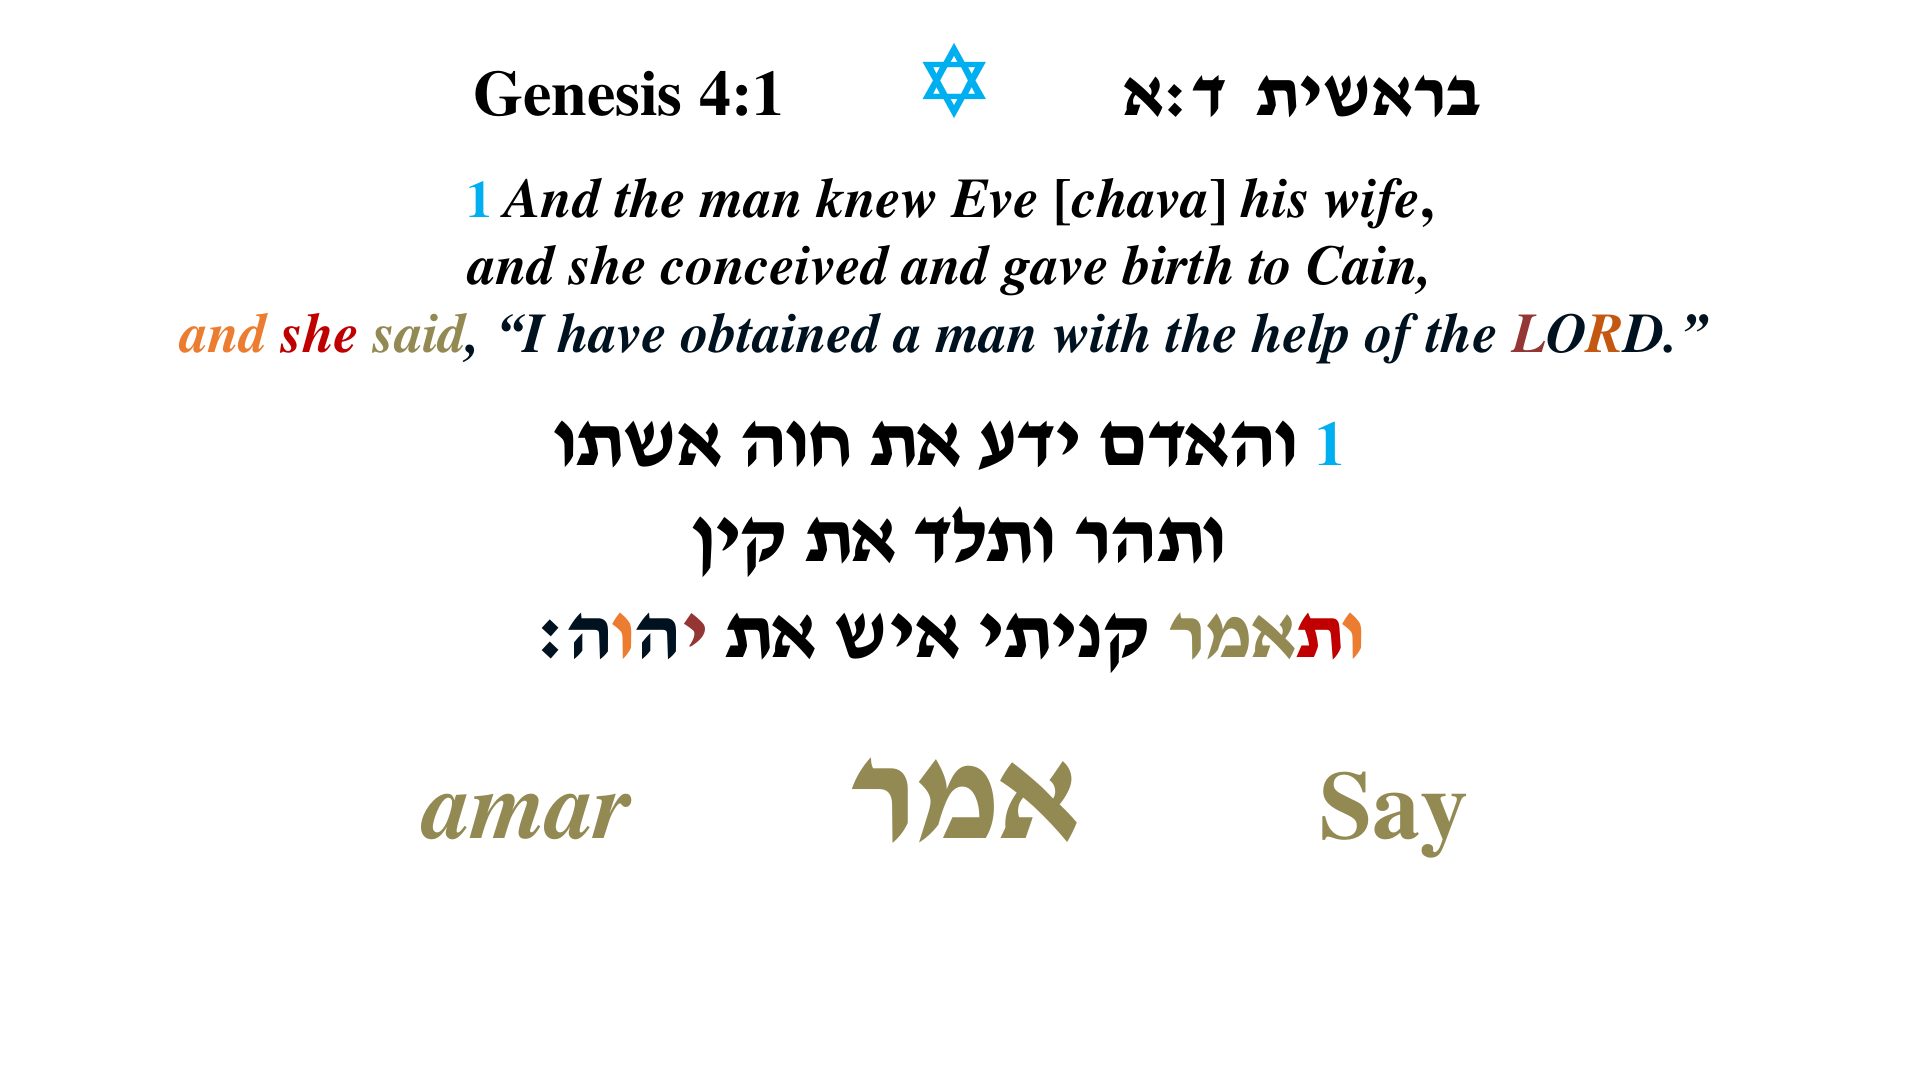 Genesis 4:1 ✡ בראשית ד:א
1 And the man knew Eve [chava] his wife,
and she conceived and gave birth to Cain,
and she said, “I have obtained a man with the help of the LORD.”
1 והאדם ידע את חוה אשתו
ותהר ותלד את קין
ותאמר קניתי איש את יהוה:
amar אמר Say